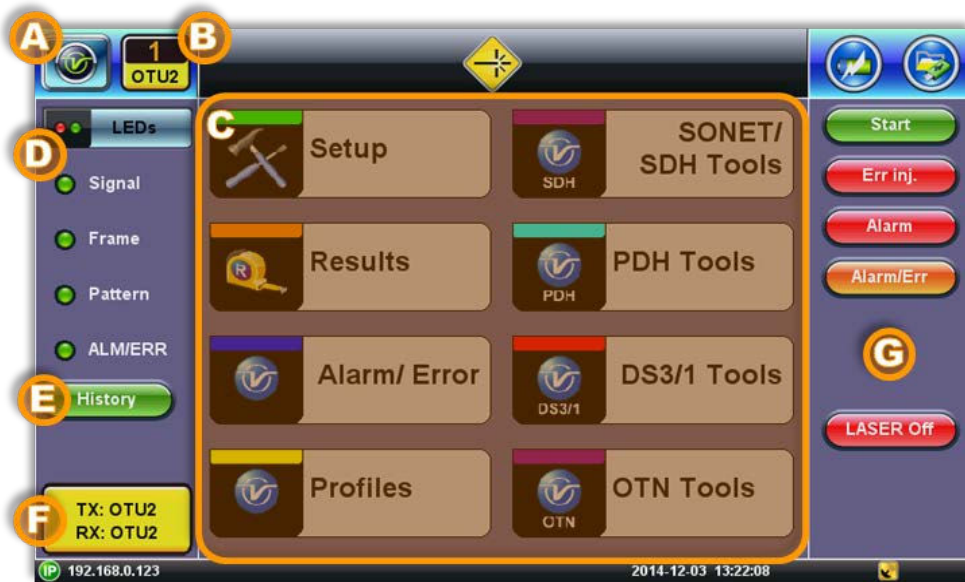 A
B
1
OTU2
LEDs
D
Signal
Frame
Pattern
ALM/ERR
E
History
F
TX: OTU2
RX: OTU2
C
Setup
SONET/
SDH Tools
SDH
R
Results
PDH Tools
PDH
Alarm/ Error
DS3/1 Tools
DS3/1
Profiles
OTN Tools
OTN
Start
Err inj.
Alarm
Alarm/Err
G
LASER Off
IP 192.168.0.123
2014-12-03 13:22:08